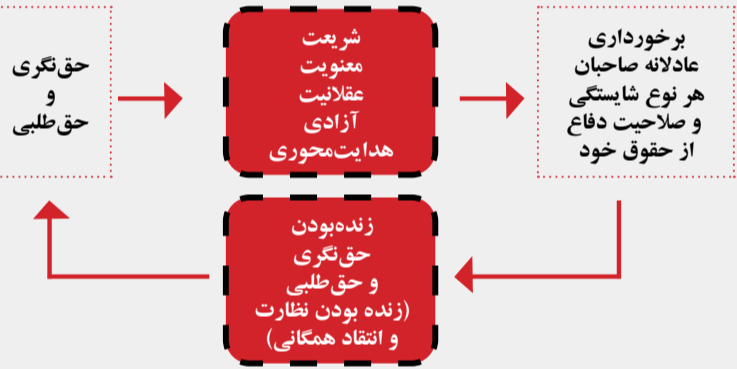 حق‌نگری
و
حق‌طلبی
شریعت
معنویت
عقلانیت
آزادی
هدایت‌محوری
برخورداری
عادلانه صاحبان
هر نوع شایستگی
و صلاحیت دفاع
از حقوق خود
زنده‌بودن
حق‌نگری
و حق‌طلبی
(زنده بودن نظارت
و انتقاد همگانی)